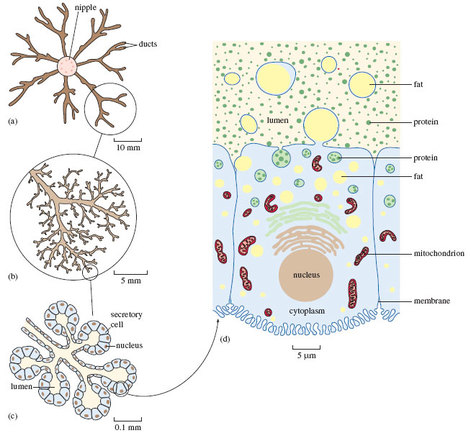 nipple
ducts
(a)
10 mm
(b)
5 mm
secretory
cell
nucleus
lumen
(c)
0.1 mm
lumen
fat
protein
protein
fat
mitochondrion
nucleus
membrane
cytoplasm
(d)
5 µm